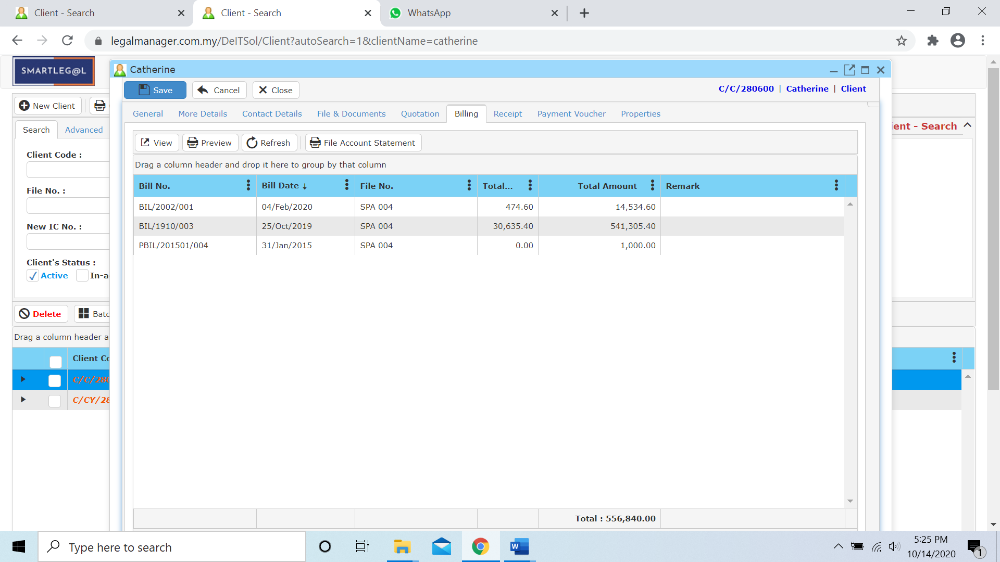 Client - Search
Client - Search
WhatsApp
legalmanager.com.my/DeITSol/Client?autoSearch=1&clientName=catherine
SMARTLEG@L
Catherine
Save Cancel Close
C/C/280600 | Catherine | Client
New Client
General More Details Contact Details File & Documents Quotation Billing Receipt Payment Voucher Properties
Search Advanced
ient - Search
View Preview Refresh File Account Statement
Client Code :
Drag a column header and drop it here to group by that column
Bill No. Bill Date ↓ File No. Total... Total Amount Remark
File No. :
BIL/2002/001 04/Feb/2020 SPA 004 474.60 14,534.60
BIL/1910/003 25/Oct/2019 SPA 004 30,635.40 541,305.40
New IC No. :
PBIL/201501/004 31/Jan/2015 SPA 004 0.00 1,000.00
Client's Status :
Active In-a
Delete Batc
Drag a column header a
Client Co
C/C/280
C/CY/28
Total : 556,840.00
Type here to search
W
5:25 PM
10/14/2020
1